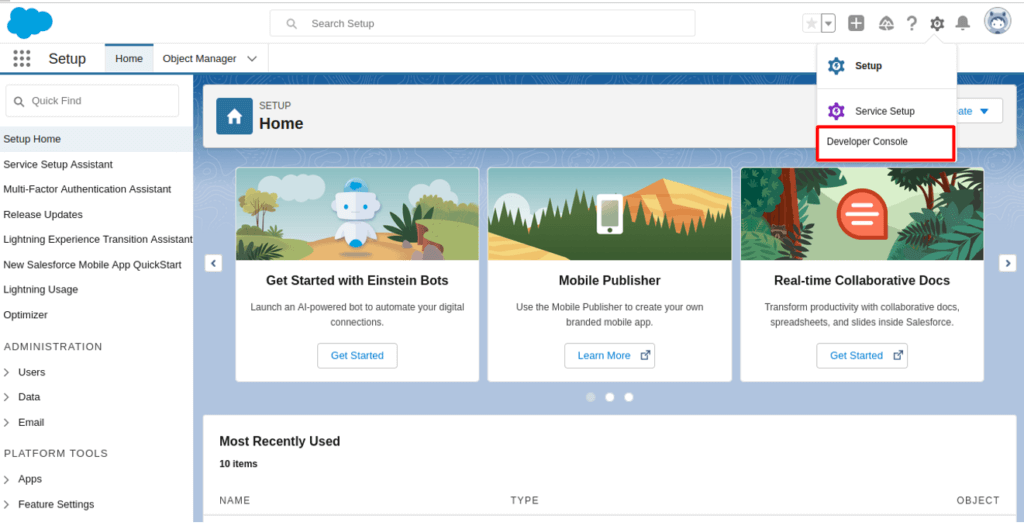 Search Setup
Setup
Home
Object Manager
Setup
Service Setup
Developer Console
Quick Find
Setup Home
Service Setup Assistant
Multi-Factor Authentication Assistant
Release Updates
Lightning Experience Transition Assistant
New Salesforce Mobile App QuickStart
Lightning Usage
Optimizer
ADMINISTRATION
Users
Data
Email
PLATFORM TOOLS
Apps
Feature Settings
SETUP
Home
Get Started with Einstein Bots
Launch an AI-powered bot to automate your digital
connections.
Get Started
Mobile Publisher
Use the Mobile Publisher to create your own
branded mobile app.
Learn More
Real-time Collaborative Docs
Transform productivity with collaborative docs,
spreadsheets, and slides inside Salesforce.
Get Started
Most Recently Used
10 items
NAME
TYPE
OBJECT